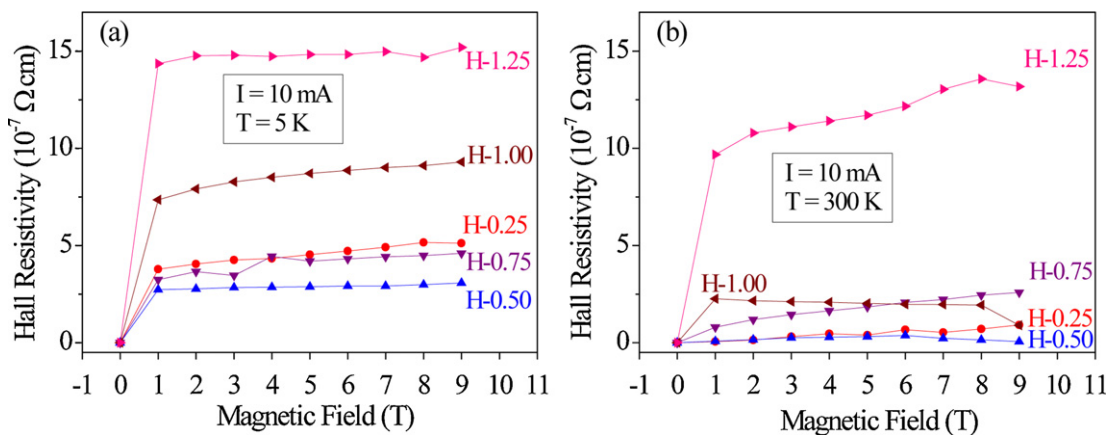 (a)
H-1.25
I = 10 mA
T = 5 K
H-1.00
H-0.25
H-0.75
H-0.50
15
10
5
0
Hall Resistivity (10⁻⁷ Ω cm)
-1 0 1 2 3 4 5 6 7 8 9 10 11
Magnetic Field (T)
(b)
H-1.25
I = 10 mA
T = 300 K
H-0.75
H-1.00
H-0.25
H-0.50
15
10
5
0
Hall Resistivity (10⁻⁷ Ω cm)
-1 0 1 2 3 4 5 6 7 8 9 10 11
Magnetic Field (T)